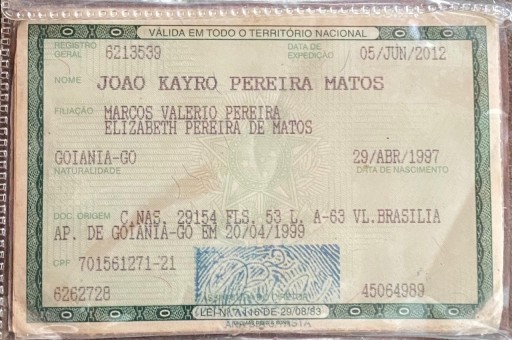 VÁLIDA EM TODO O TERRITÓRIO NACIONAL
REGISTRO GERAL 6213539 DATA DE EXPEDIÇÃO 05/JUN/2012
NOME JOAO KAYRO PEREIRA MATOS
FILIAÇÃO MARCOS VALERIO PEREIRA
ELIZABETH PEREIRA DE MATOS
GOIANIA-GO 29/ABR/1997
NATURALIDADE DATA DE NASCIMENTO
DOC. ORIGEM C.NAS. 29154 FLS. 53 L. A-63 VL.BRASILIA
AP. DE GOIANIA-GO EM 20/04/1999
CPF 701561271-21
6262728 45064989
ASSINATURA DO DIRETOR
LEI Nº 7.116 DE 29/08/83